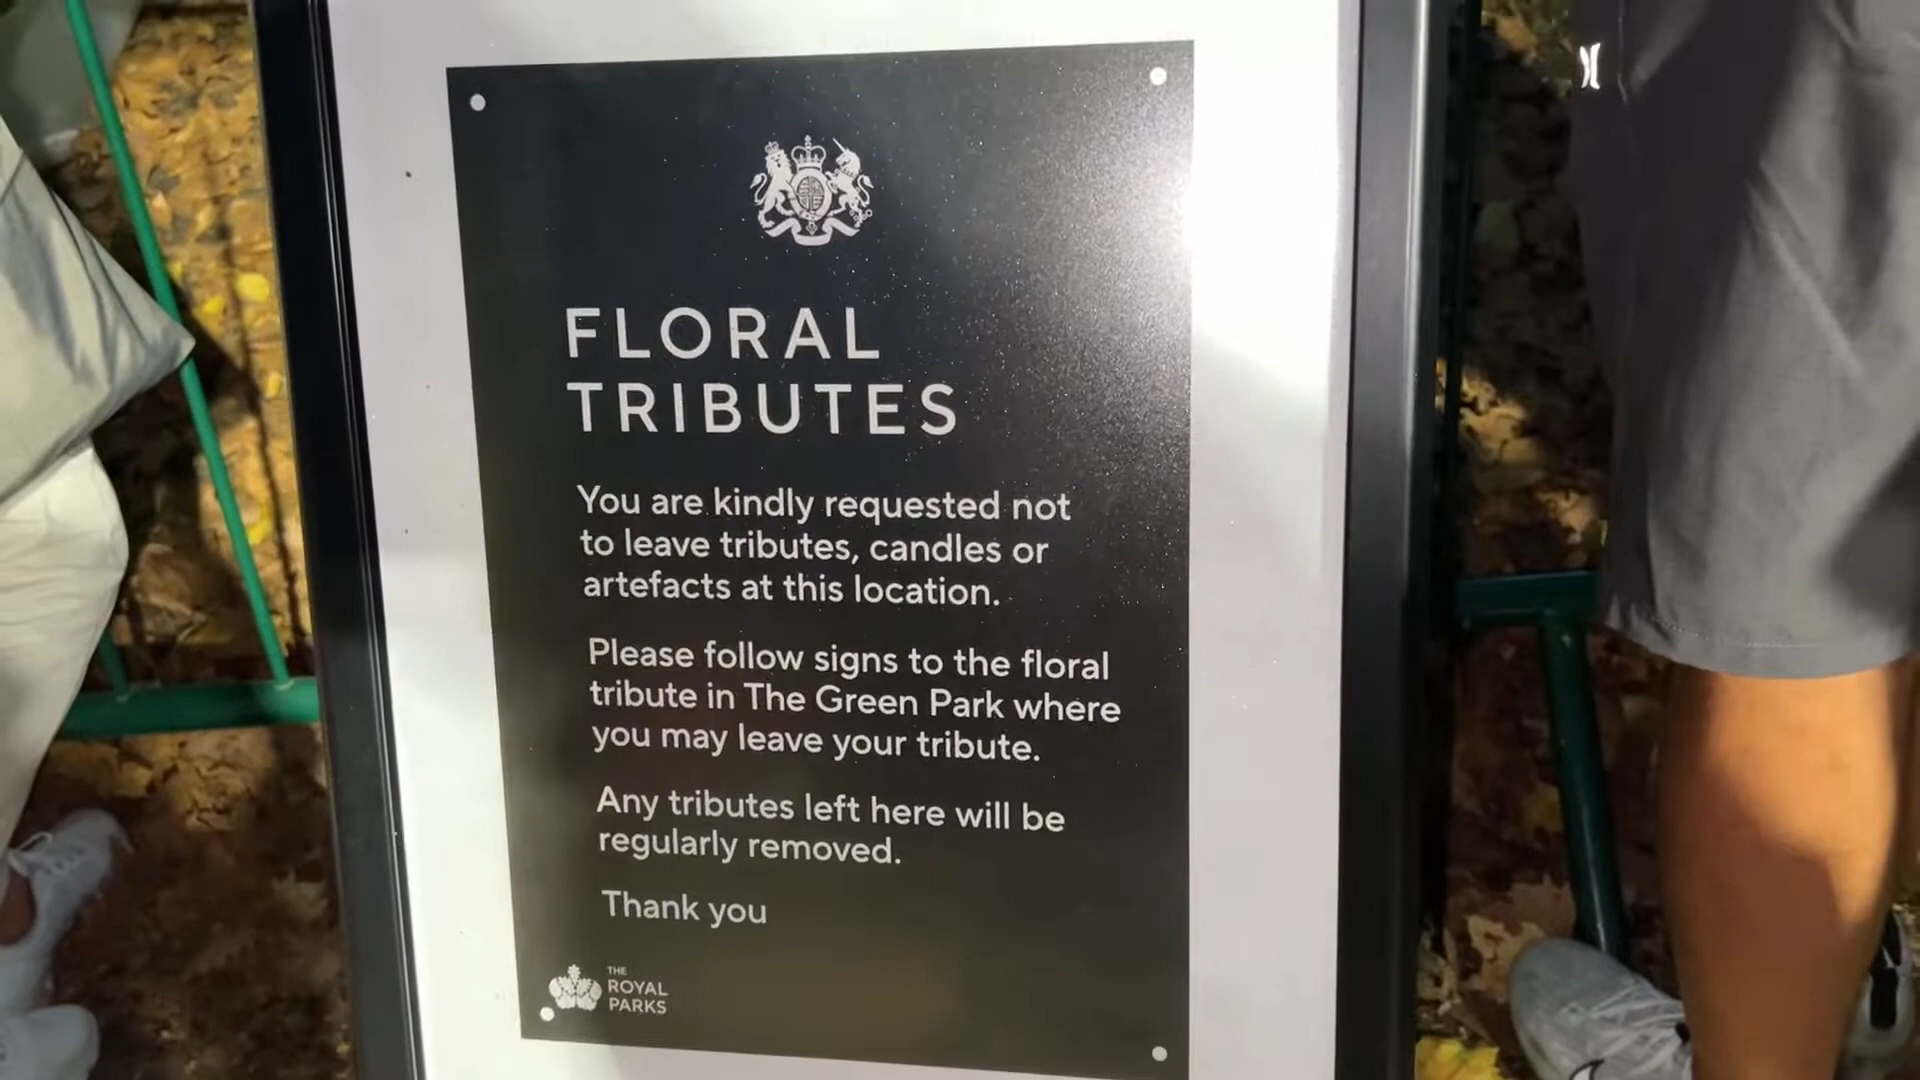 FLORAL
TRIBUTES
You are kindly requested not
to leave tributes, candles or
artefacts at this location.
Please follow signs to the floral
tribute in The Green Park where
you may leave your tribute.
Any tributes left here will be
regularly removed.
Thank you
THE
ROYAL
PARKS